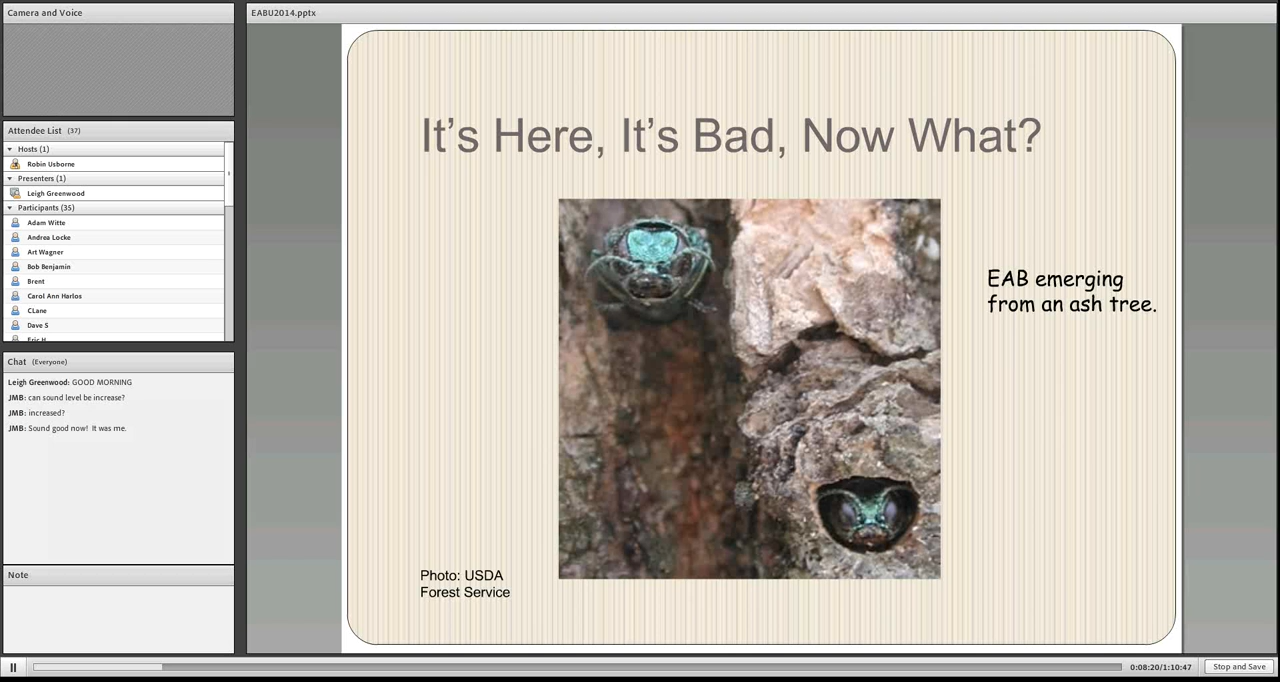 Camera and Voice
Attendee List (37)
Hosts (1)
Robin Usborne
Presenters (1)
Leigh Greenwood
Participants (35)
Adam Witte
Andrea Locke
Art Wagner
Bob Benjamin
Brent
Carol Ann Harlos
CLane
Dave S
Eric H
Chat (Everyone)
Leigh Greenwood: GOOD MORNING
JMB: can sound level be increase?
JMB: increased?
JMB: Sound good now! It was me.
Note
EABU2014.pptx
It's Here, It's Bad, Now What?
EAB emerging
from an ash tree.
Photo: USDA
Forest Service
0:08:20/1:10:47
Stop and Save